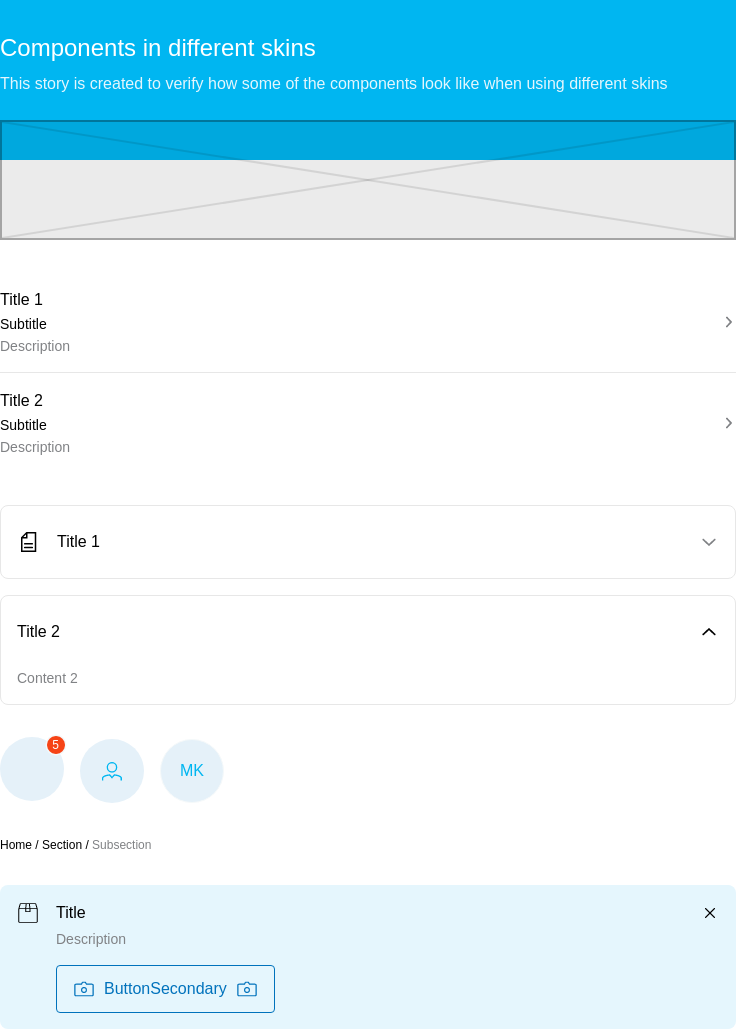 Components in different skins
This story is created to verify how some of the components look like when using different skins
Title 1
Subtitle
Description
Title 2
Subtitle
Description
Title 1
Title 2
Content 2
5
MK
Home / Section / Subsection
Title
Description
ButtonSecondary